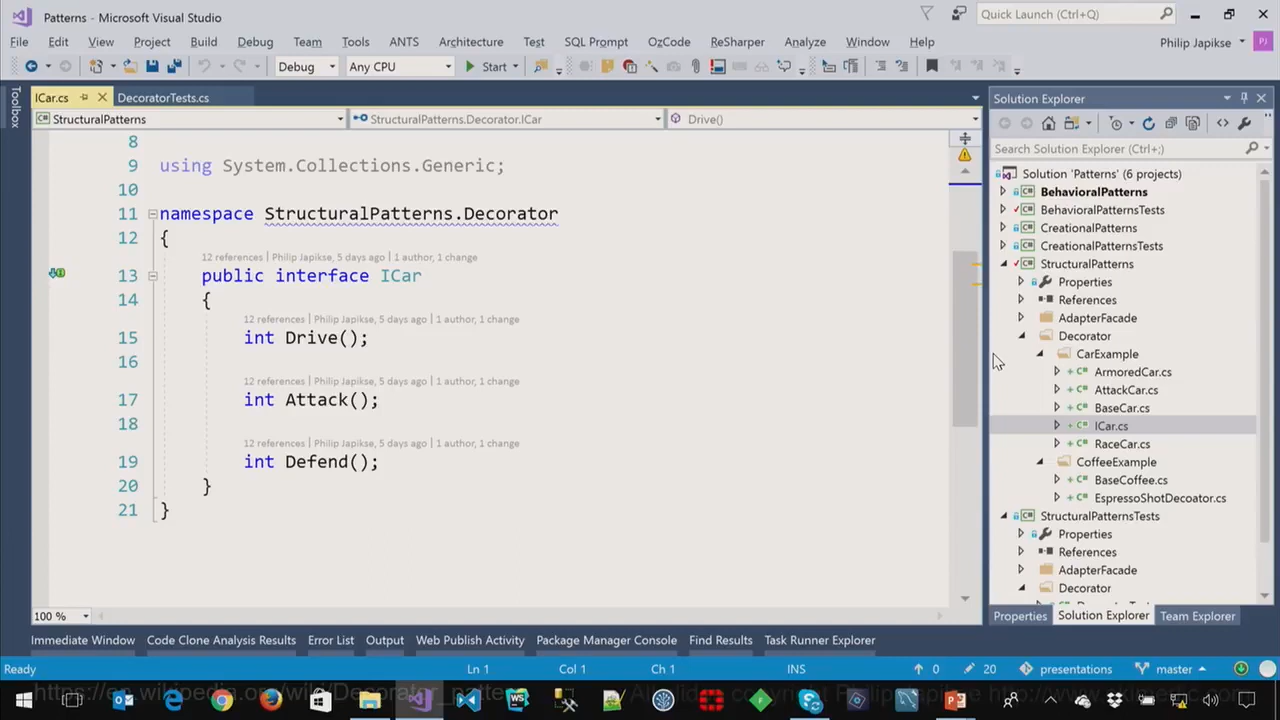 Patterns - Microsoft Visual Studio
Quick Launch (Ctrl+Q)
File Edit View Project Build Debug Team Tools ANTS Architecture Test SQL Prompt OzCode ReSharper Analyze Window Help Philip Japikse PJ
Debug Any CPU Start
Toolbox
ICar.cs DecoratorTests.cs
StructuralPatterns StructuralPatterns.Decorator.ICar Drive()
8
9 using System.Collections.Generic;
10
11 namespace StructuralPatterns.Decorator
12 {
12 references | Philip Japikse, 5 days ago | 1 author, 1 change
13 public interface ICar
14 {
12 references | Philip Japikse, 5 days ago | 1 author, 1 change
15 int Drive();
16
12 references | Philip Japikse, 5 days ago | 1 author, 1 change
17 int Attack();
18
12 references | Philip Japikse, 5 days ago | 1 author, 1 change
19 int Defend();
20 }
21 }
100 %
Solution Explorer
Search Solution Explorer (Ctrl+;)
Solution 'Patterns' (6 projects)
BehavioralPatterns
BehavioralPatternsTests
CreationalPatterns
CreationalPatternsTests
StructuralPatterns
Properties
References
AdapterFacade
Decorator
CarExample
ArmoredCar.cs
AttackCar.cs
BaseCar.cs
ICar.cs
RaceCar.cs
CoffeeExample
BaseCoffee.cs
EspressoShotDecoator.cs
StructuralPatternsTests
Properties
References
AdapterFacade
Decorator
Properties Solution Explorer Team Explorer
Immediate Window Code Clone Analysis Results Error List Output Web Publish Activity Package Manager Console Find Results Task Runner Explorer
Ready Ln 1 Col 1 Ch 1 INS 0 20 presentations master